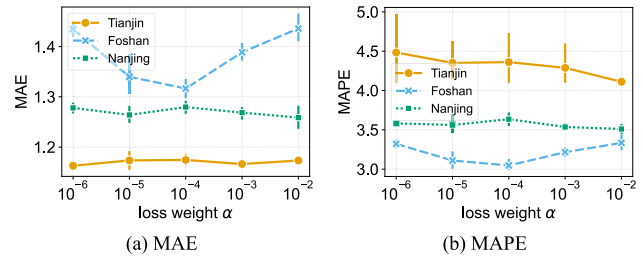 Tianjin
Foshan
Nanjing
MAE
1.4
1.3
1.2
10⁻⁶ 10⁻⁵ 10⁻⁴ 10⁻³ 10⁻²
loss weight α
(a) MAE
Tianjin
Foshan
Nanjing
MAPE
5.0
4.5
4.0
3.5
3.0
10⁻⁶ 10⁻⁵ 10⁻⁴ 10⁻³ 10⁻²
loss weight α
(b) MAPE